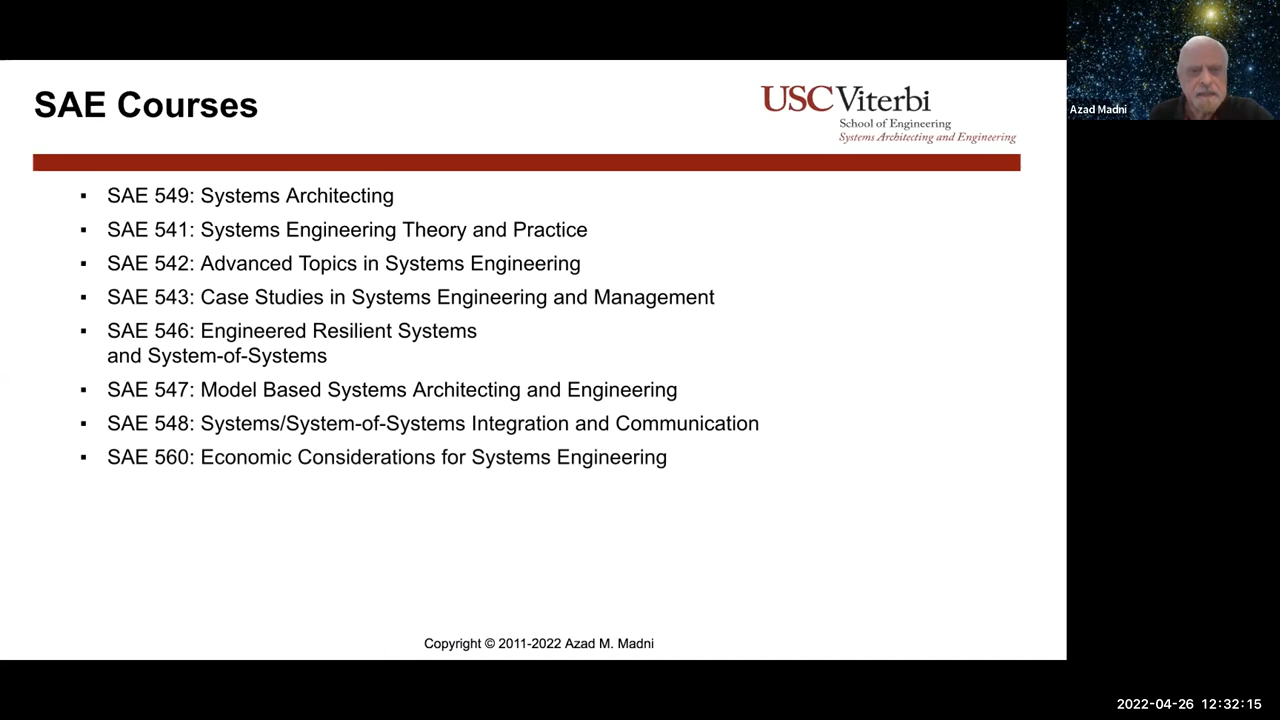 SAE Courses
USC Viterbi
School of Engineering
Systems Architecting and Engineering
Azad Madni
▪ SAE 549: Systems Architecting
▪ SAE 541: Systems Engineering Theory and Practice
▪ SAE 542: Advanced Topics in Systems Engineering
▪ SAE 543: Case Studies in Systems Engineering and Management
▪ SAE 546: Engineered Resilient Systems
and System-of-Systems
▪ SAE 547: Model Based Systems Architecting and Engineering
▪ SAE 548: Systems/System-of-Systems Integration and Communication
▪ SAE 560: Economic Considerations for Systems Engineering
Copyright © 2011-2022 Azad M. Madni
2022-04-26 12:32:15